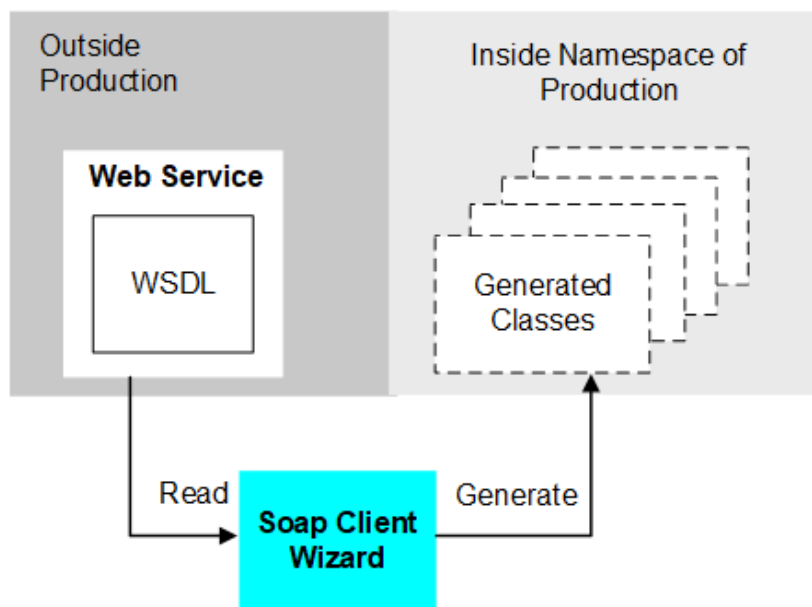 Outside
Production
Inside Namespace of
Production
Web Service
WSDL
Generated
Classes
Read
Generate
Soap Client
Wizard